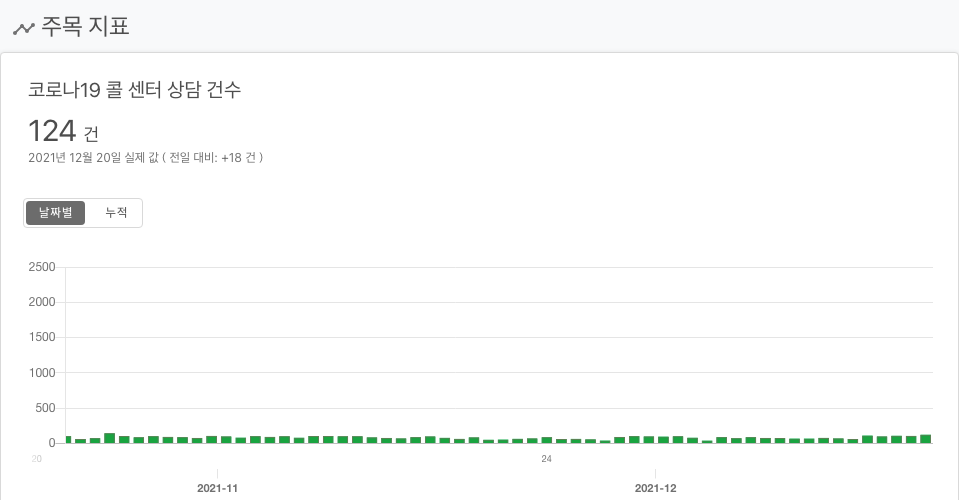 주목 지표
코로나19 콜 센터 상담 건수
124 건
2021년 12월 20일 실제 값 ( 전일 대비: +18 건 )
날짜별 누적
2500
2000
1500
1000
500
0
20 24
2021-11 2021-12